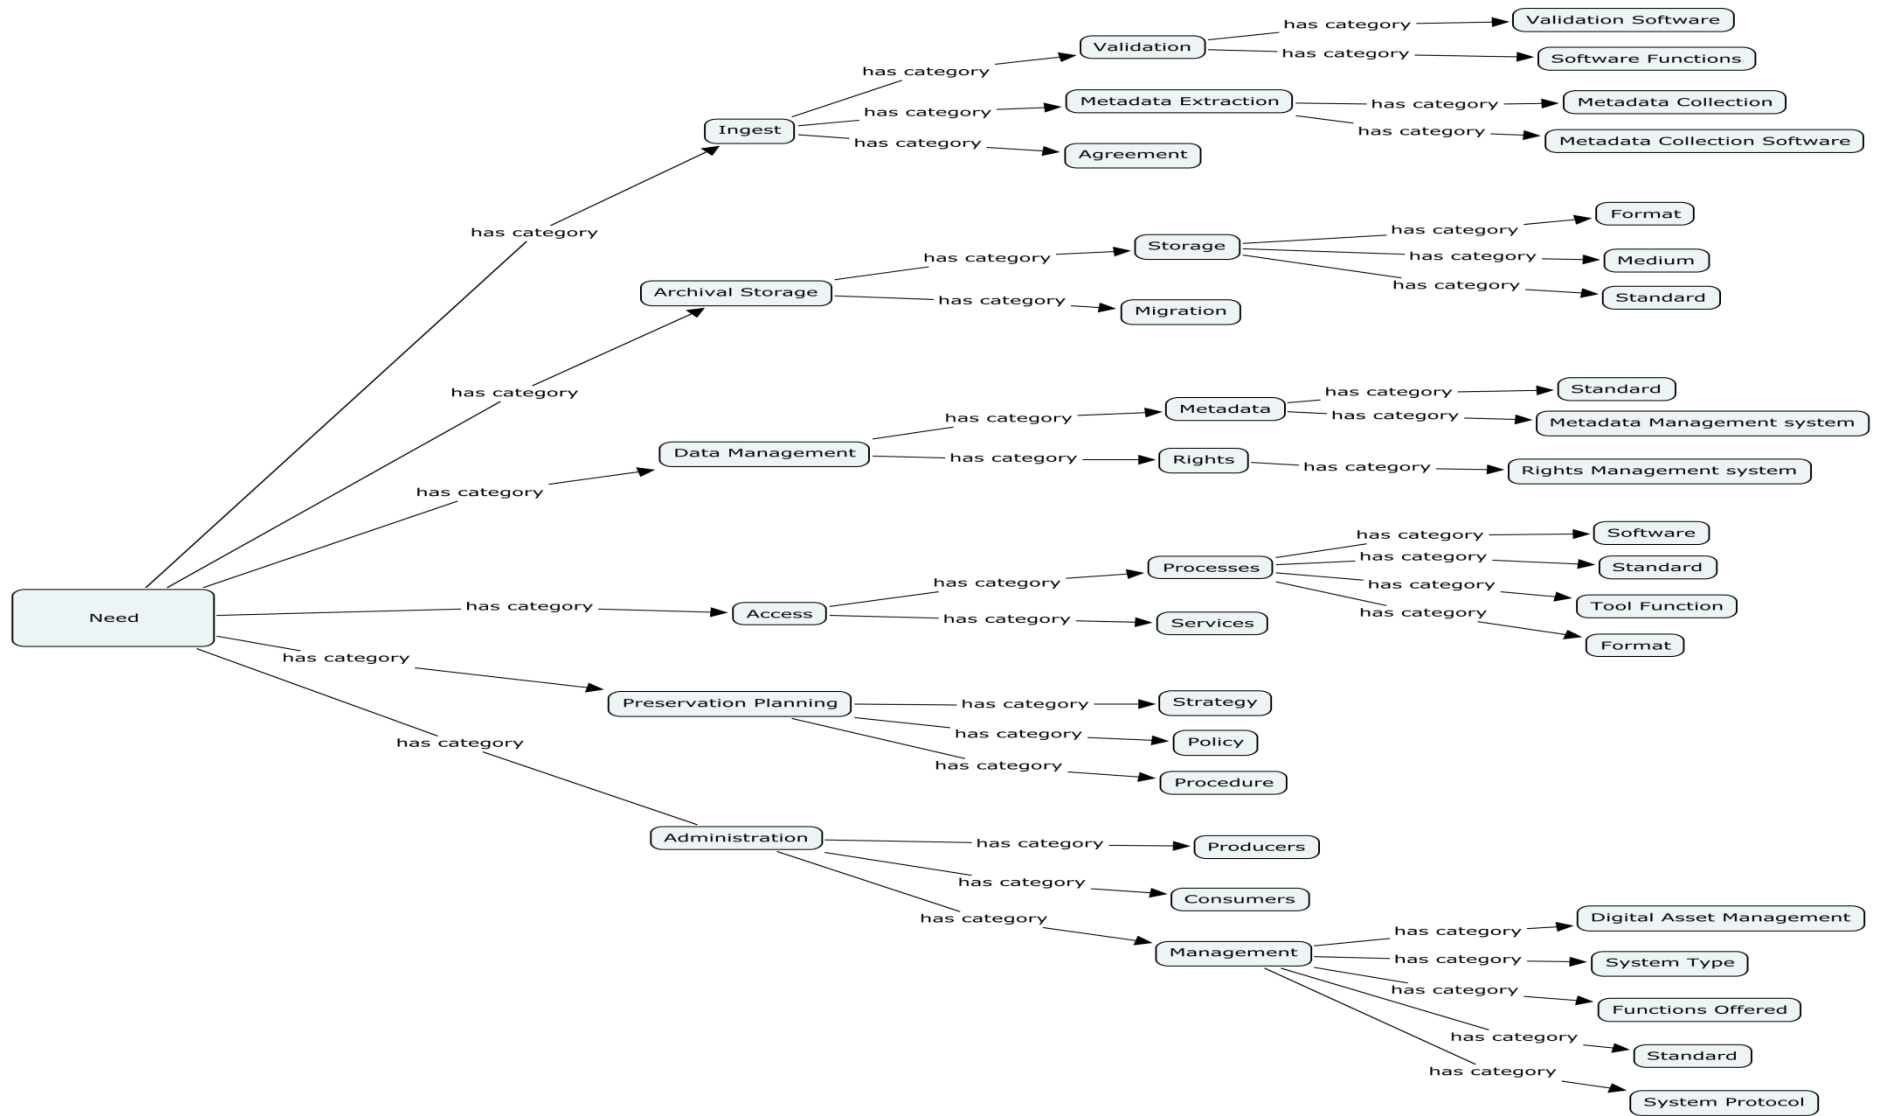 has category
Validation Software
Validation
has category
Software Functions
has category
has category
Metadata Extraction
has category
Metadata Collection
Ingest
has category
has category
Metadata Collection Software
has category
Agreement
has category
has category
Format
Storage
has category
Medium
has category
has category
Standard
Archival Storage
has category
Migration
has category
has category
Standard
Metadata
has category
Metadata Management system
has category
Data Management
has category
Rights
has category
Rights Management system
has category
has category
Software
Processes
has category
Standard
has category
has category
Tool Function
has category
Format
Need
has category
Access
has category
Services
has category
Preservation Planning
has category
Strategy
has category
Policy
has category
Procedure
has category
Administration
has category
Producers
has category
Consumers
has category
Management
has category
Digital Asset Management
has category
System Type
has category
Functions Offered
has category
Standard
has category
System Protocol